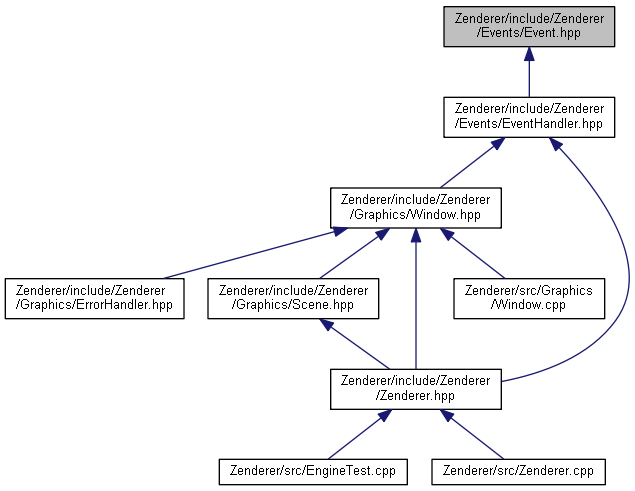 Zenderer/include/Zenderer
/Events/Event.hpp
Zenderer/include/Zenderer
/Events/EventHandler.hpp
Zenderer/include/Zenderer
/Graphics/Window.hpp
Zenderer/include/Zenderer
/Graphics/ErrorHandler.hpp
Zenderer/include/Zenderer
/Graphics/Scene.hpp
Zenderer/src/Graphics
/Window.cpp
Zenderer/include/Zenderer
/Zenderer.hpp
Zenderer/src/EngineTest.cpp
Zenderer/src/Zenderer.cpp